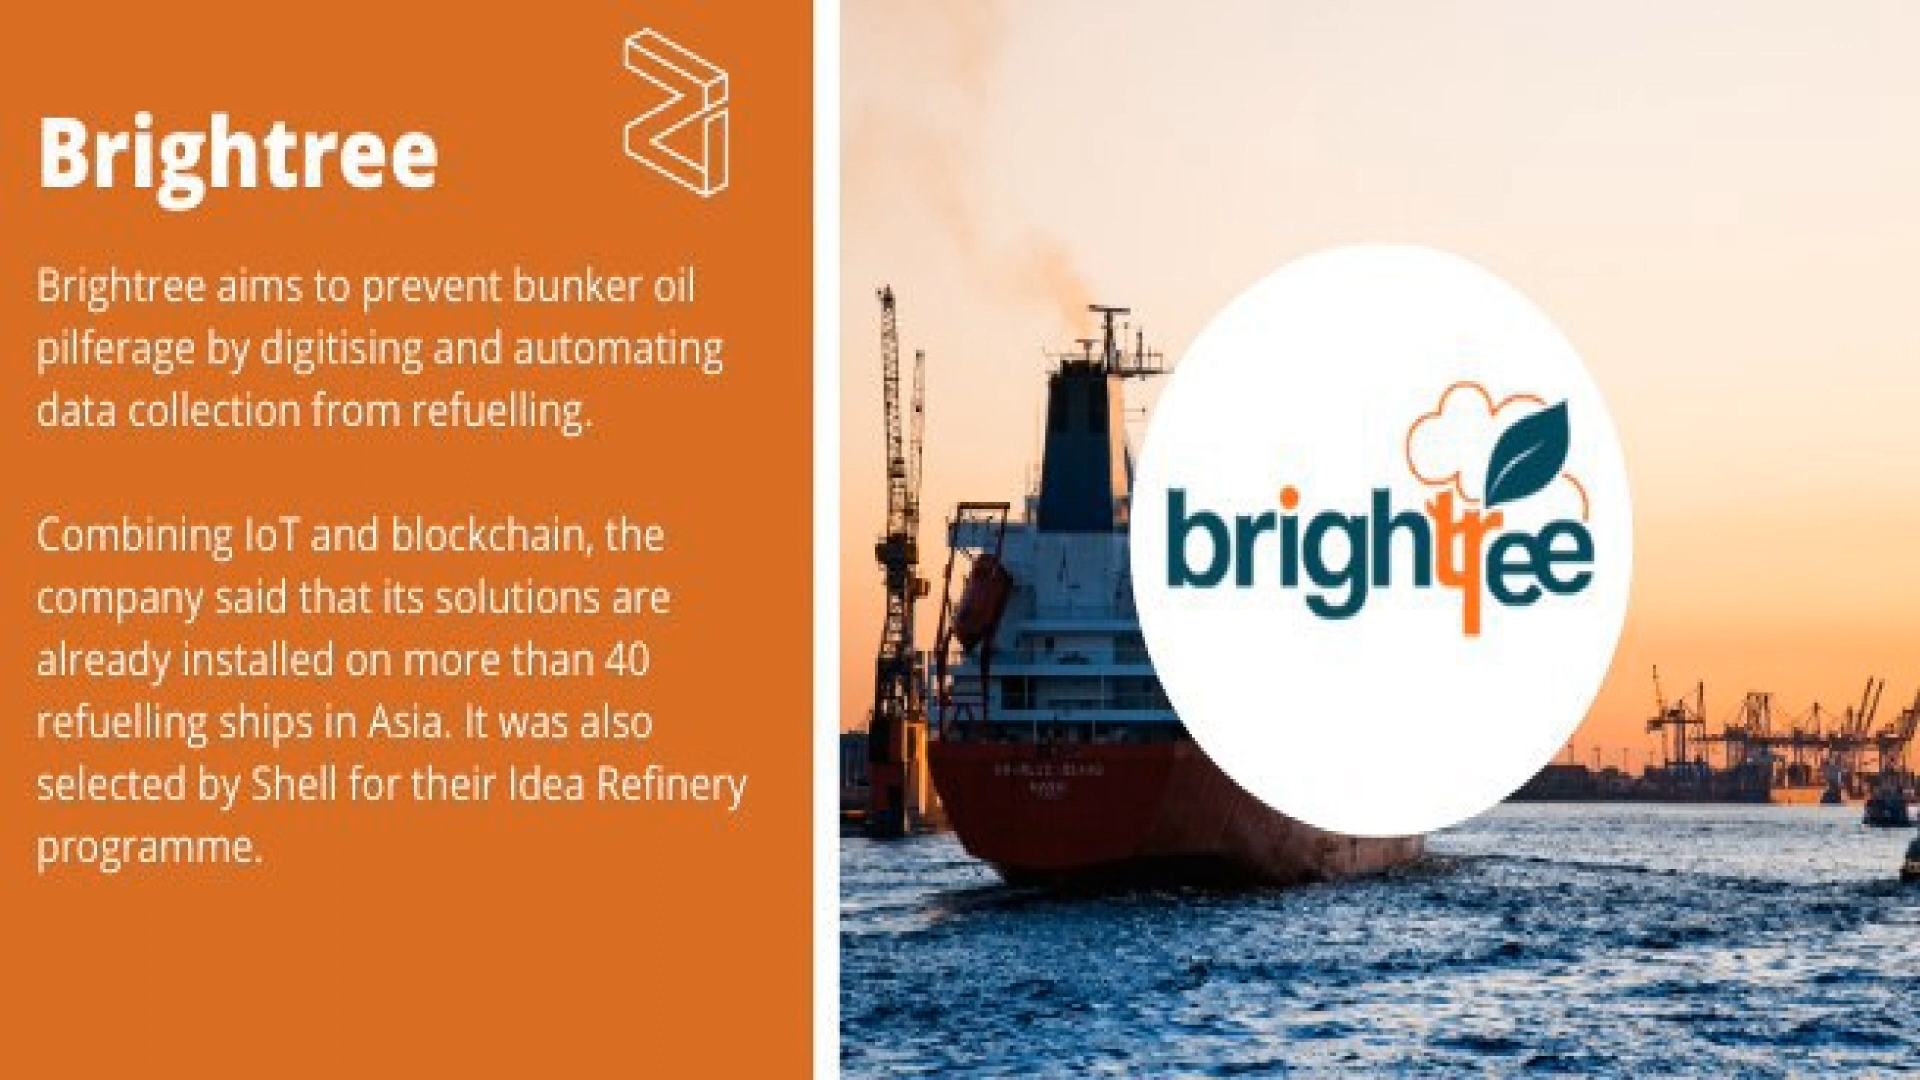 Brightree
Brightree aims to prevent bunker oil
pilferage by digitising and automating
data collection from refuelling.
Combining IoT and blockchain, the
company said that its solutions are
already installed on more than 40
refuelling ships in Asia. It was also
selected by Shell for their Idea Refinery
programme.
brightree